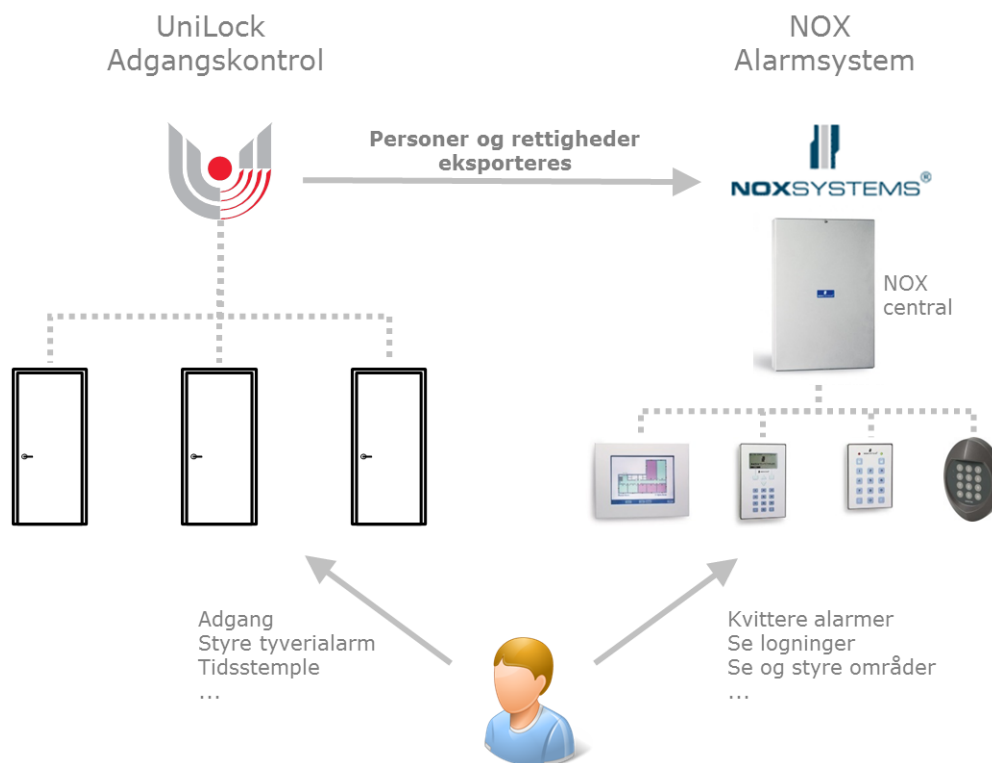 UniLock
Adgangskontrol
NOX
Alarmsystem
Personer og rettigheder
eksporteres
NOXSYSTEMS®
NOX
central
Adgang
Styre tyverialarm
Tidsstemple
...
Kvittere alarmer
Se logninger
Se og styre områder
...